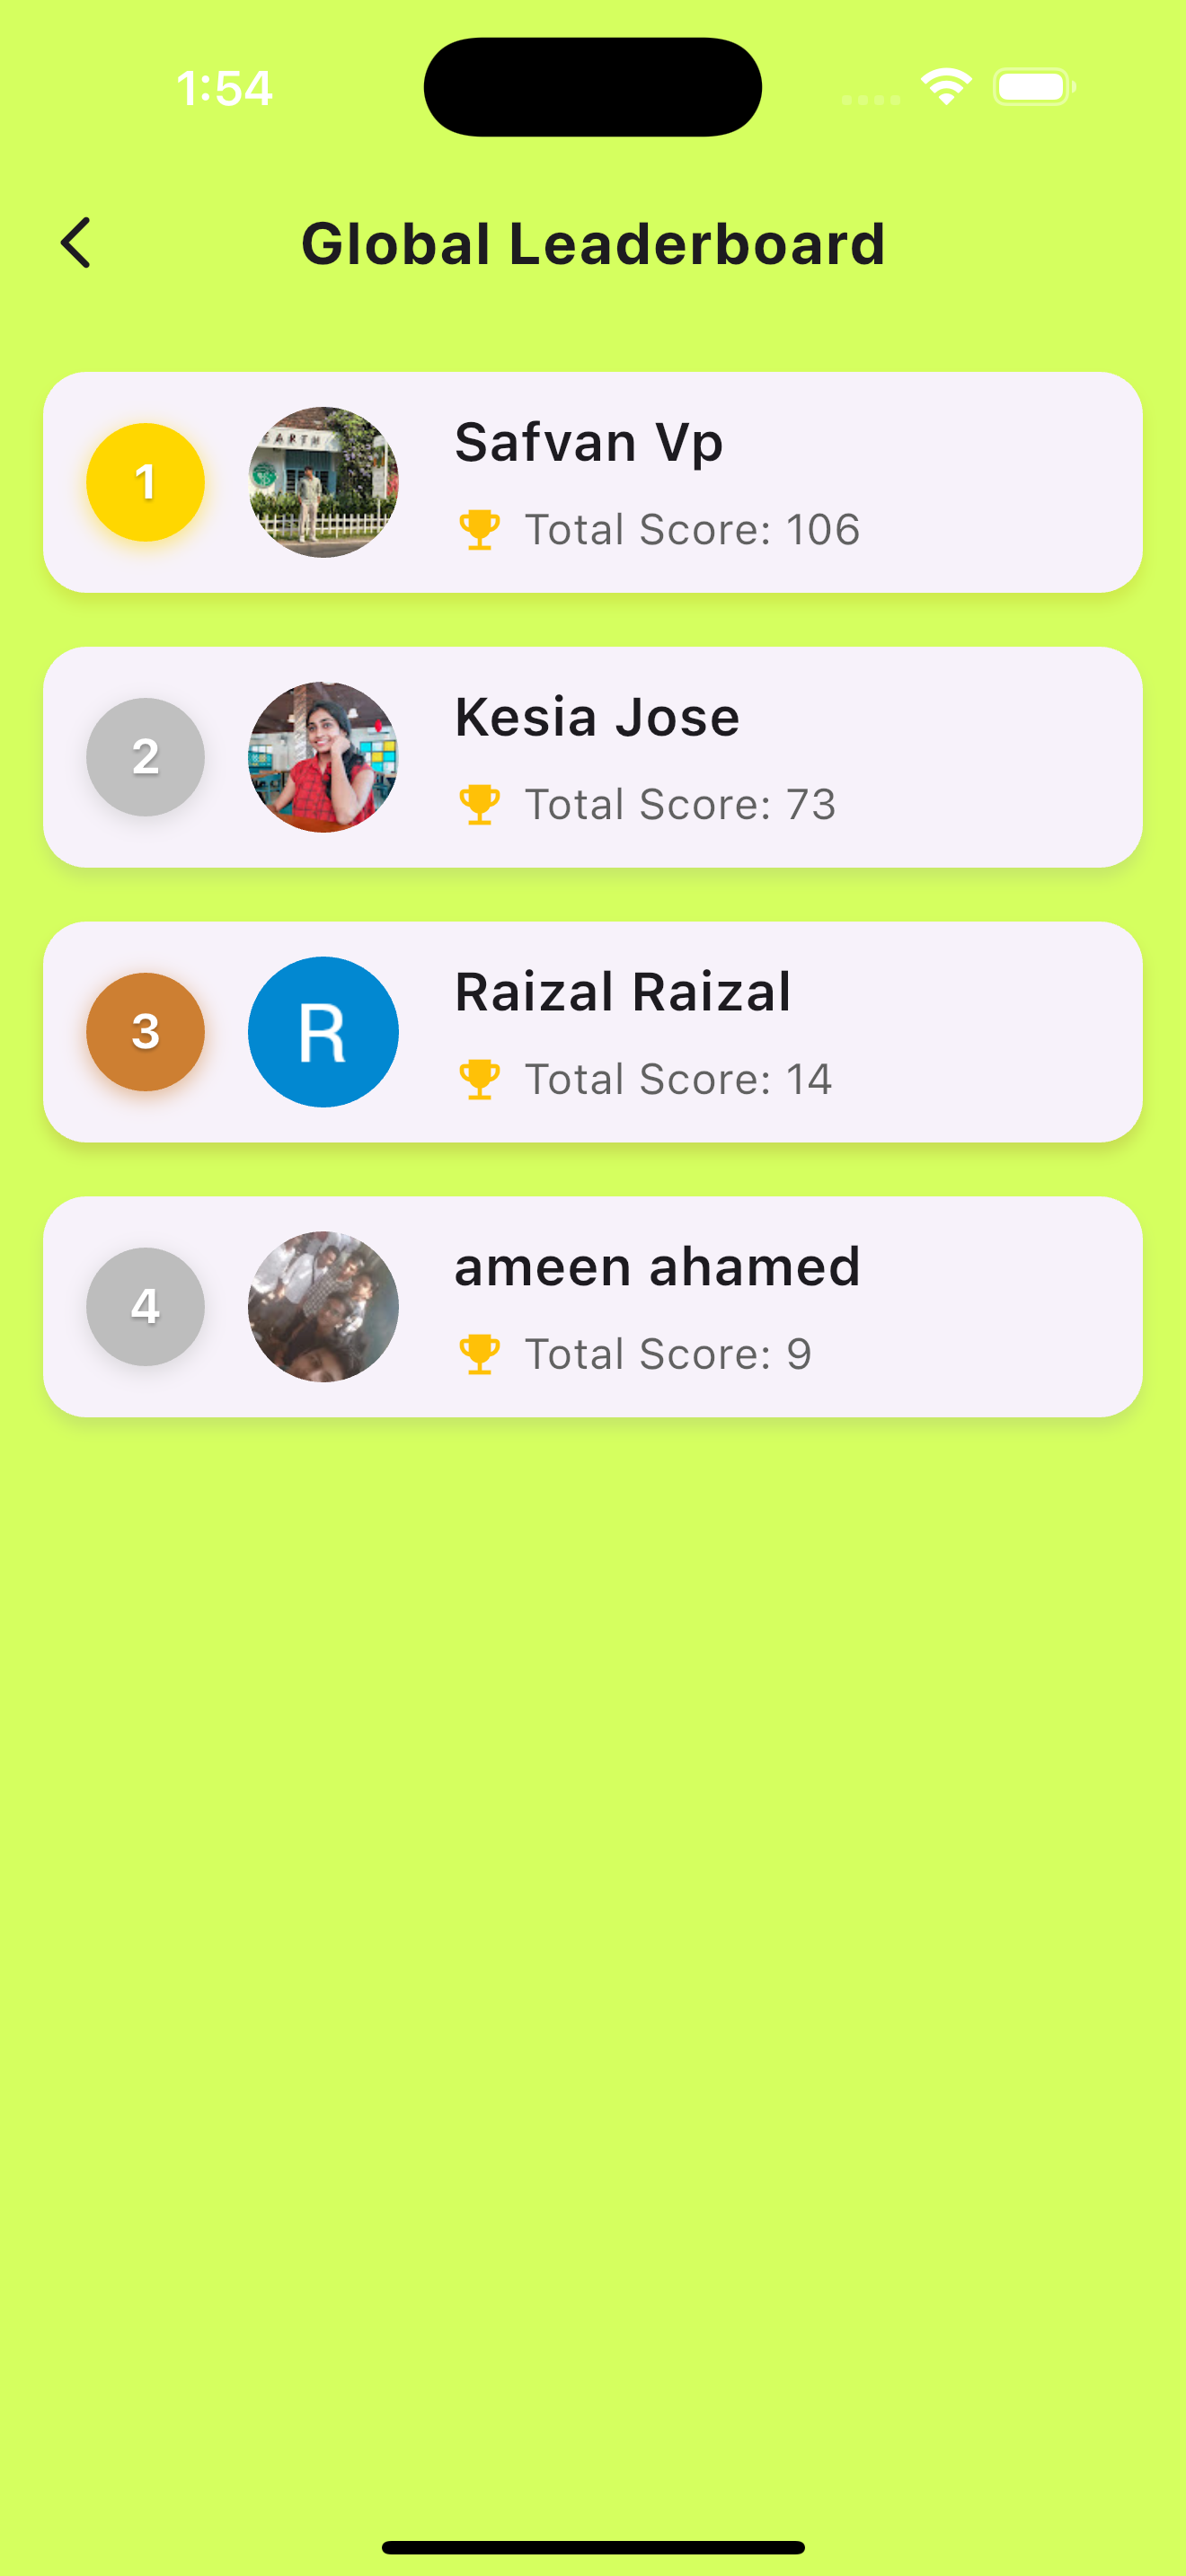 1:54
Global Leaderboard
1
EARTH
Safvan Vp
Total Score: 106
2
Kesia Jose
Total Score: 73
3
R
Raizal Raizal
Total Score: 14
4
ameen ahamed
Total Score: 9